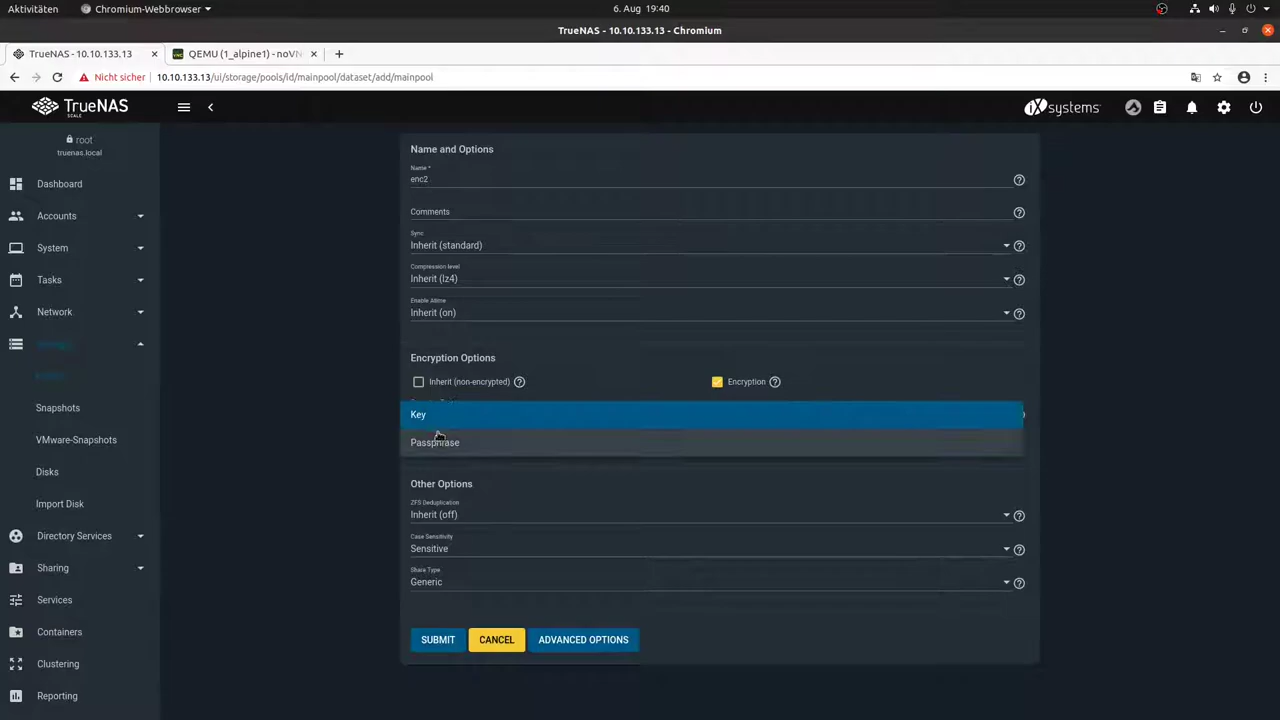 Aktivitäten
Chromium-Webbrowser
6. Aug 19:40
TrueNAS - 10.10.133.13 - Chromium
TrueNAS - 10.10.133.13
QEMU (1_alpine1) - noVN
Nicht sicher
10.10.133.13/ui/storage/pools/id/mainpool/dataset/add/mainpool
TrueNAS
SCALE
iXsystems
root
truenas.local
Dashboard
Accounts
System
Tasks
Network
Snapshots
VMware-Snapshots
Disks
Import Disk
Directory Services
Sharing
Services
Containers
Clustering
Reporting
Name and Options
Name *
enc2
Comments
Sync
Inherit (standard)
Compression level
Inherit (lz4)
Enable Atime
Inherit (on)
Encryption Options
Inherit (non-encrypted)
Encryption
Key
Passphrase
Other Options
ZFS Deduplication
Inherit (off)
Case Sensitivity
Sensitive
Share Type
Generic
SUBMIT
CANCEL
ADVANCED OPTIONS